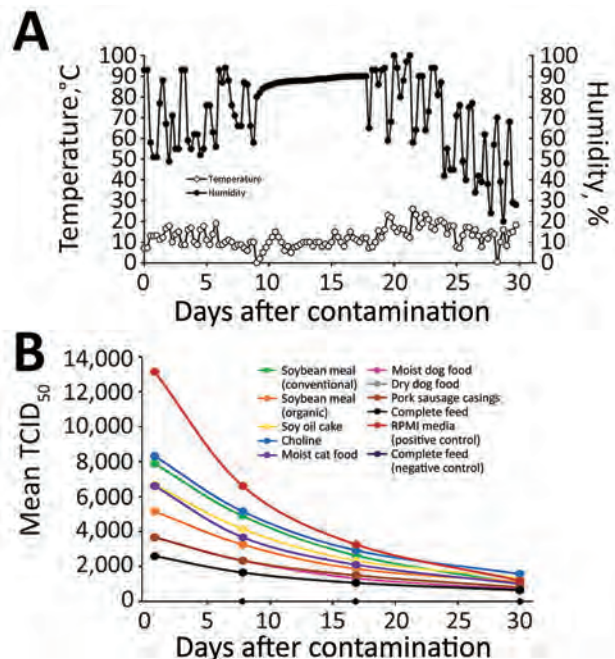 A
Temperature, °C
100
90
80
70
60
50
40
30
20
10
0
Temperature
Humidity
100
90
80
70
60
50
40
30
20
10
0
Humidity, %
0 5 10 15 20 25 30
Days after contamination
B
Mean TCID50
14,000
12,000
10,000
8,000
6,000
4,000
2,000
0
Soybean meal
(conventional)
Soybean meal
(organic)
Soy oil cake
Choline
Moist cat food
Moist dog food
Dry dog food
Pork sausage casings
Complete feed
RPMI media
(positive control)
Complete feed
(negative control)
0 5 10 15 20 25 30
Days after contamination